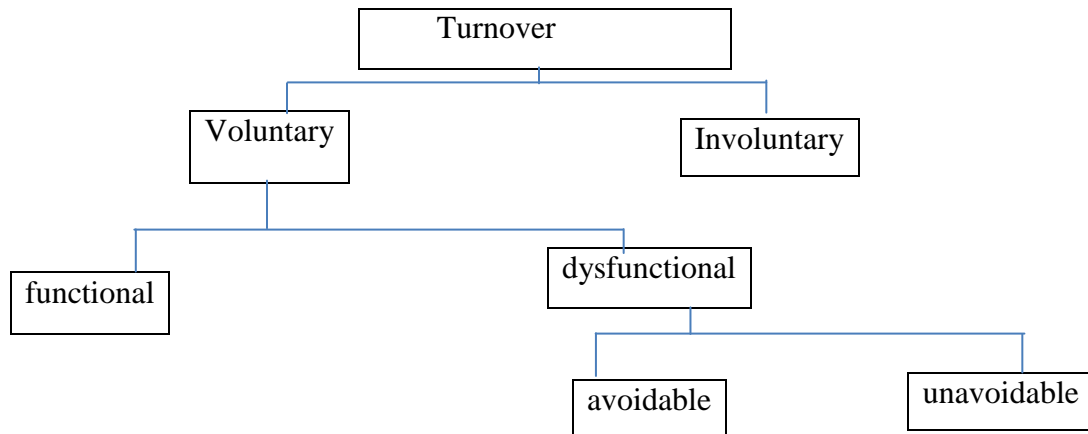 Turnover
Voluntary
Involuntary
functional
dysfunctional
avoidable
unavoidable